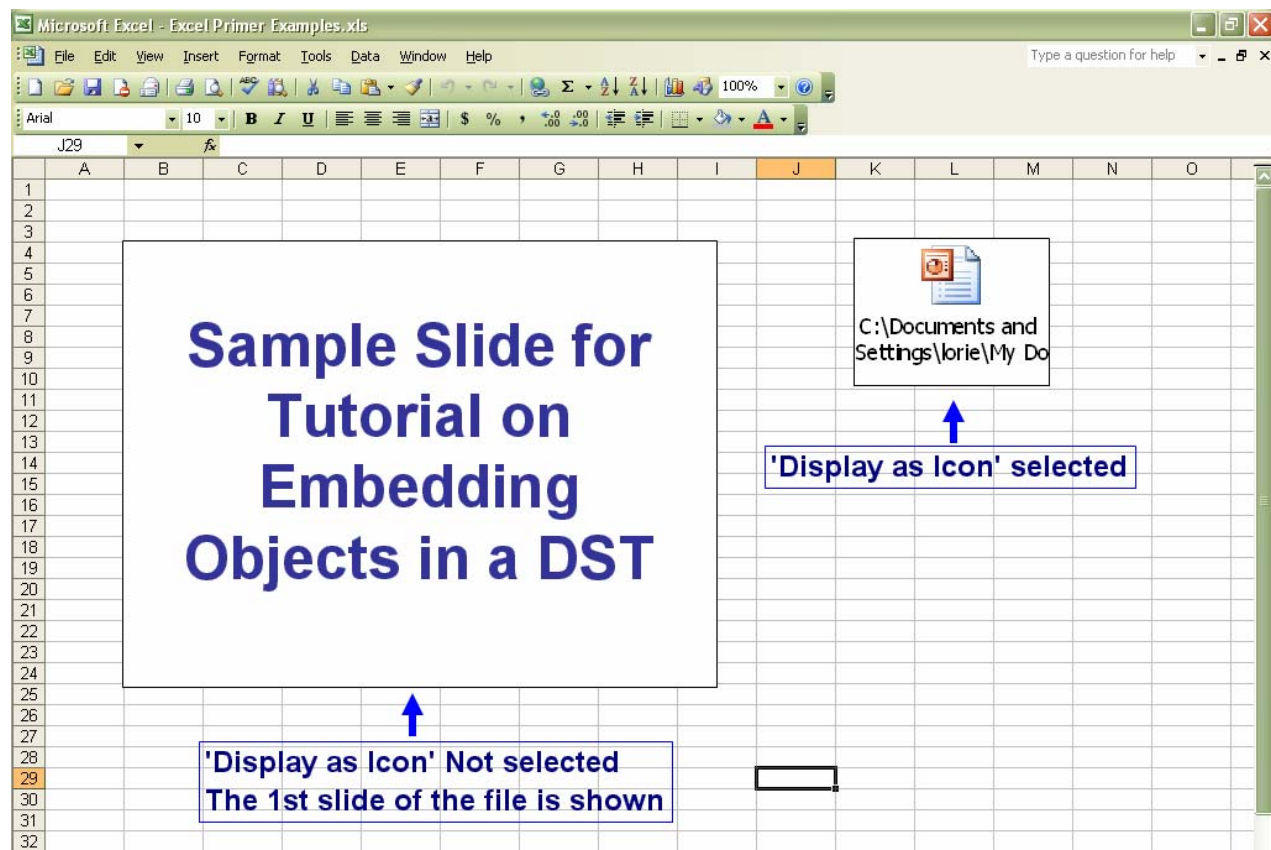 Microsoft Excel - Excel Primer Examples.xls
File Edit View Insert Format Tools Data Window Help
Type a question for help
100%
Arial 10 B I U $ % , .00 .00 A
J29 fx
A B C D E F G H I J K L M N O
1
2
3
4
5
6
7
8
9
10
11
12
13
14
15
16
17
18
19
20
21
22
23
24
25
26
27
28
29
30
31
32
Sample Slide for
Tutorial on
Embedding
Objects in a DST
C:\Documents and
Settings\lorie\My Do
'Display as Icon' selected
'Display as Icon' Not selected
The 1st slide of the file is shown